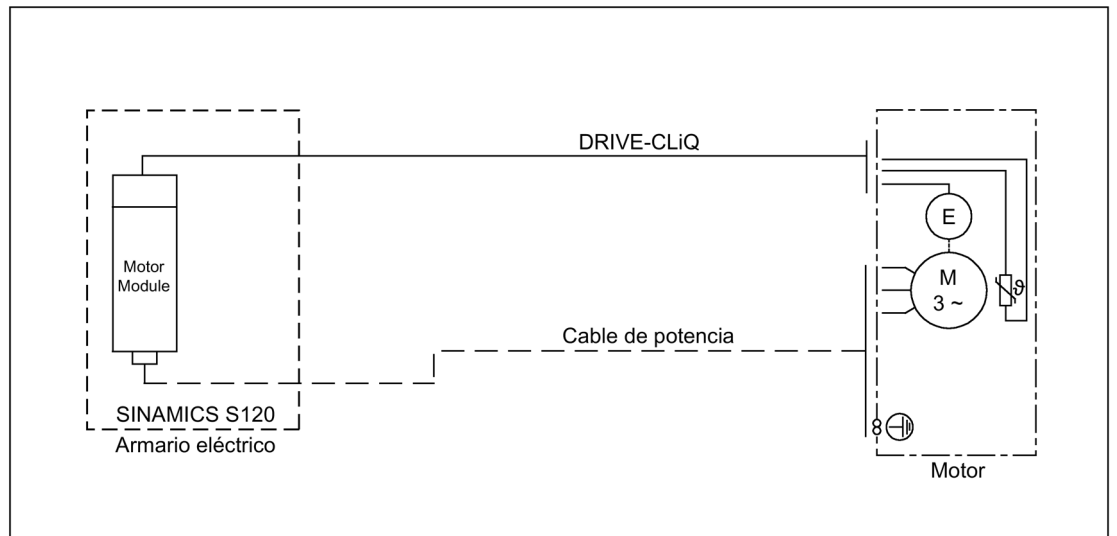 DRIVE-CLiQ
E
Motor
Module
M
3 ~
ϑ
Cable de potencia
SINAMICS S120
Armario eléctrico
Motor